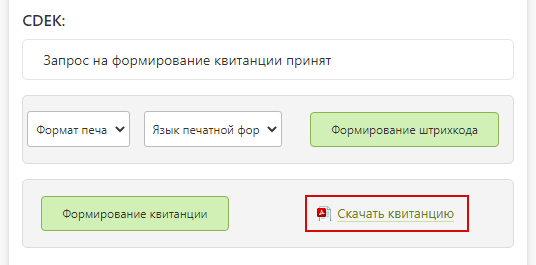 CDEK:
Запрос на формирование квитанции принят
Формат печа Язык печатной фор Формирование штрихкода
Формирование квитанции Скачать квитанцию